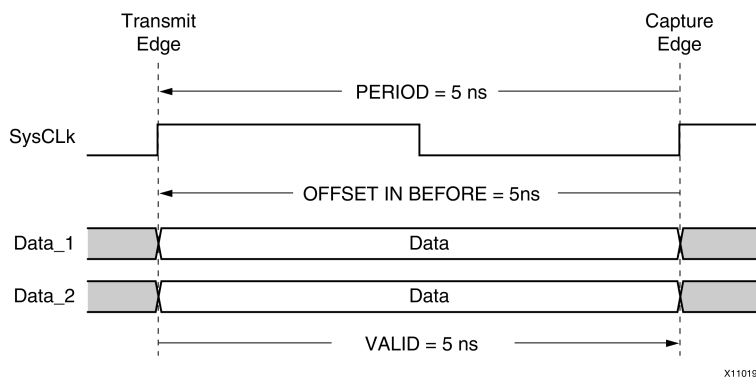 Transmit
Edge
Capture
Edge
PERIOD = 5 ns
SysCLk
OFFSET IN BEFORE = 5ns
Data_1
Data
Data_2
Data
VALID = 5 ns
X11019